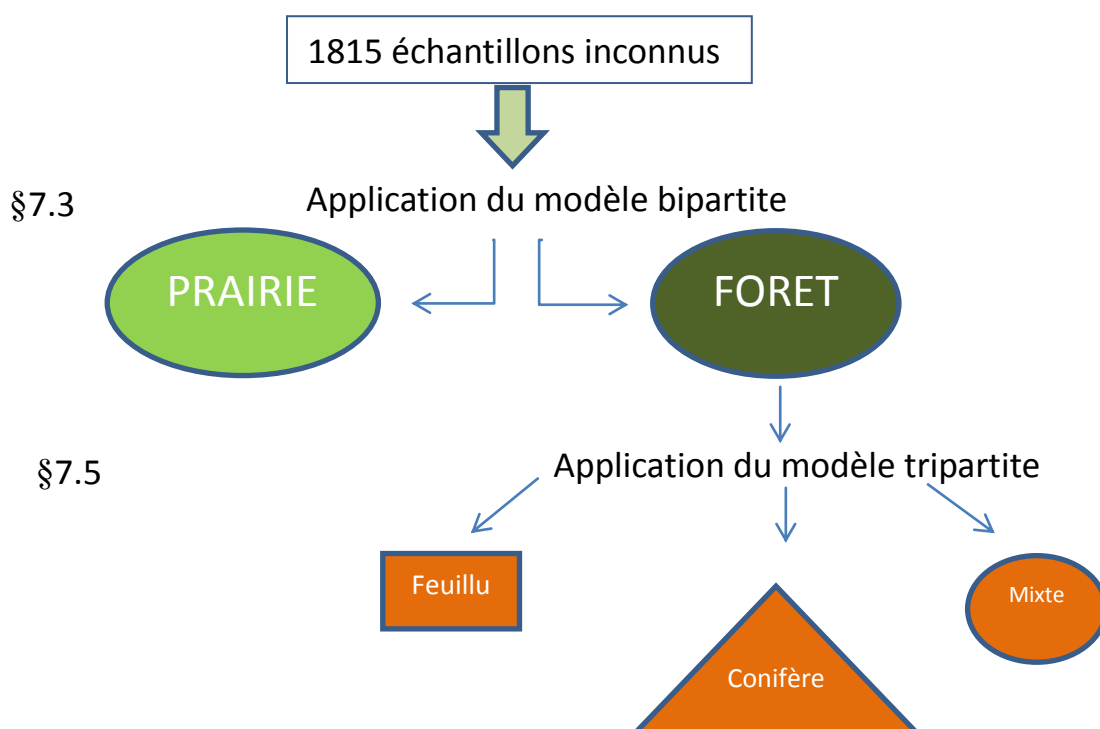 1815 échantillons inconnus
§7.3
Application du modèle bipartite
PRAIRIE
FORET
§7.5
Application du modèle tripartite
Feuillu
Mixte
Conifère